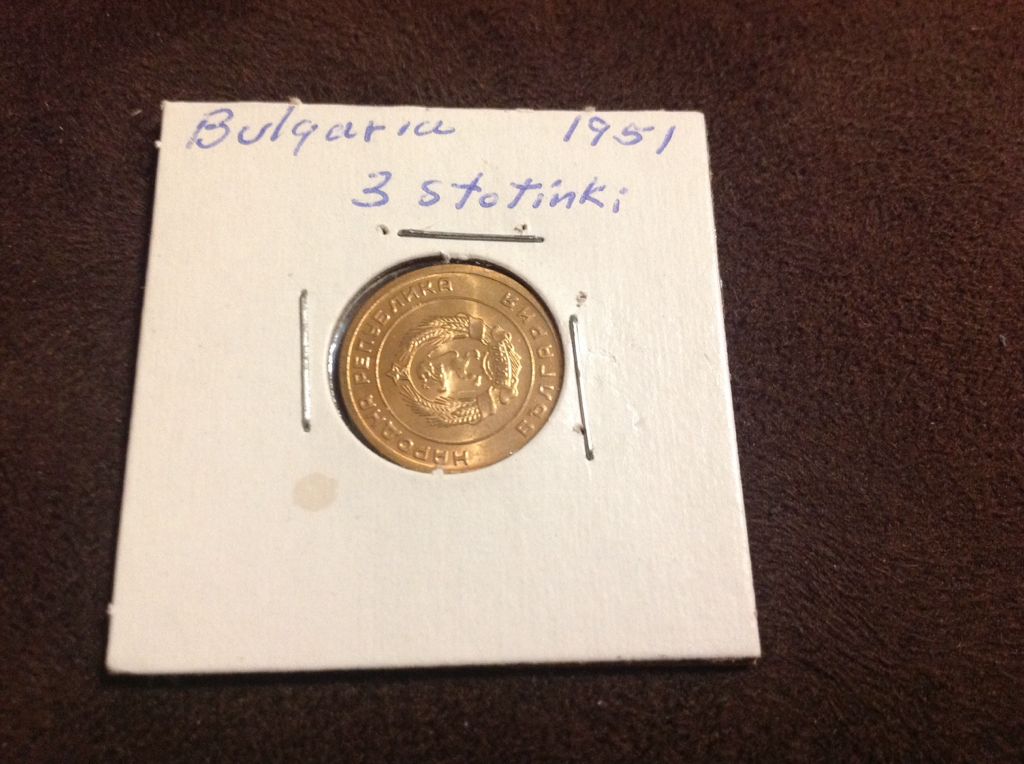 Bulgaria 1951
3 Stotinki
НАРОДНА РЕПУБЛИКА
БЪЛГАРИЯ